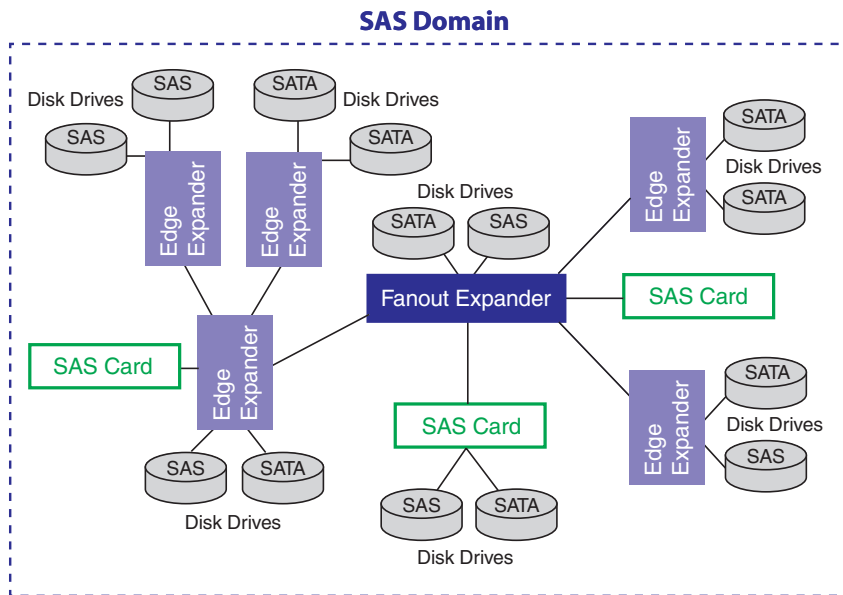 SAS Domain
Disk Drives
SAS
SAS
SATA
Disk Drives
SATA
Edge
Expander
Edge
Expander
Disk Drives
SATA
SAS
Edge
Expander
SATA
Disk Drives
SATA
Fanout Expander
SAS Card
SAS Card
Edge
Expander
SAS
SATA
Disk Drives
SAS Card
SAS
SATA
Disk Drives
Edge
Expander
SATA
Disk Drives
SAS